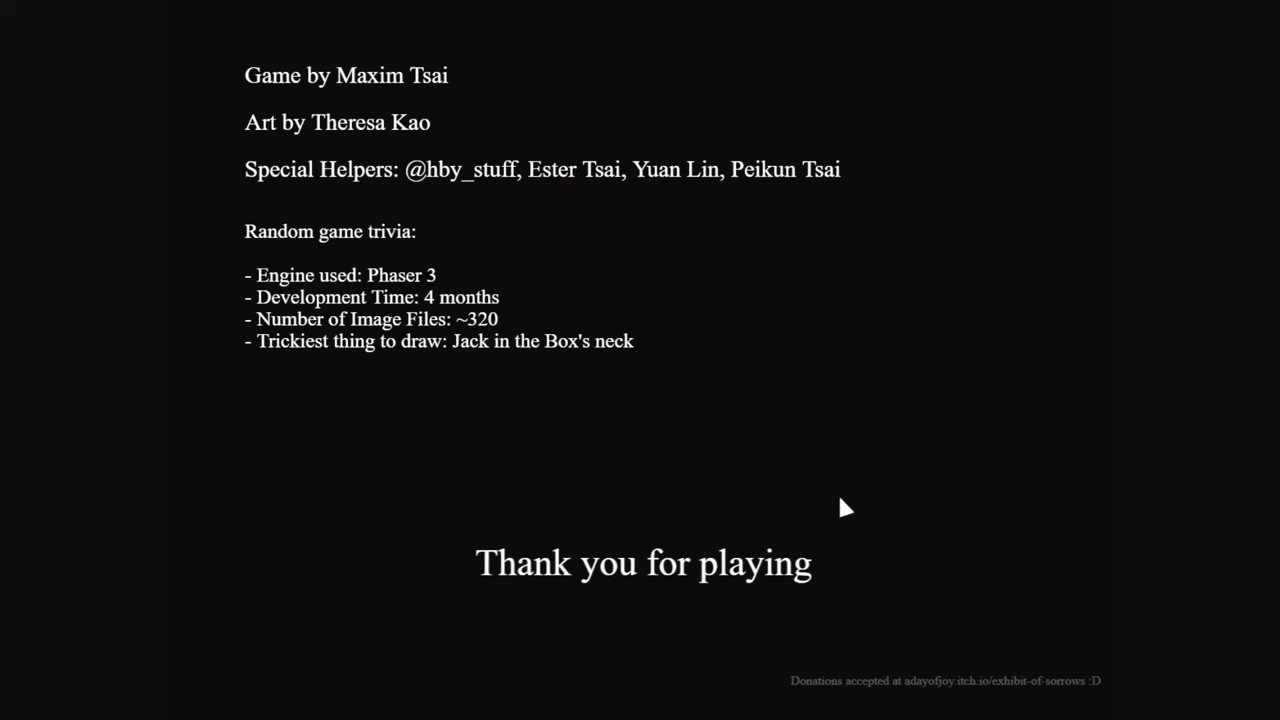 Game by Maxim Tsai
Art by Theresa Kao
Special Helpers: @hby_stuff, Ester Tsai, Yuan Lin, Peikun Tsai
Random game trivia:
- Engine used: Phaser 3
- Development Time: 4 months
- Number of Image Files: ~320
- Trickiest thing to draw: Jack in the Box's neck
Thank you for playing
Donations accepted at adayofjoy.itch.io/exhibit-of-sorrows :D